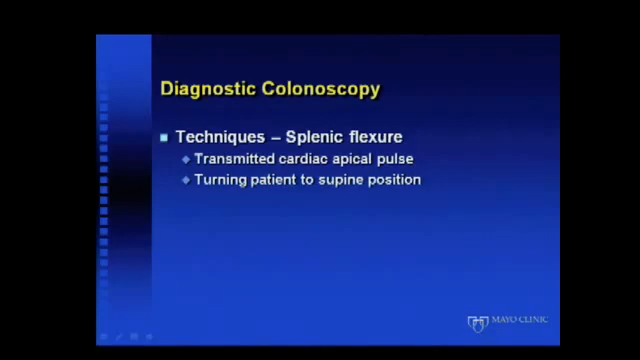 Diagnostic Colonoscopy
Techniques – Splenic flexure
Transmitted cardiac apical pulse
Turning patient to supine position
MAYO CLINIC